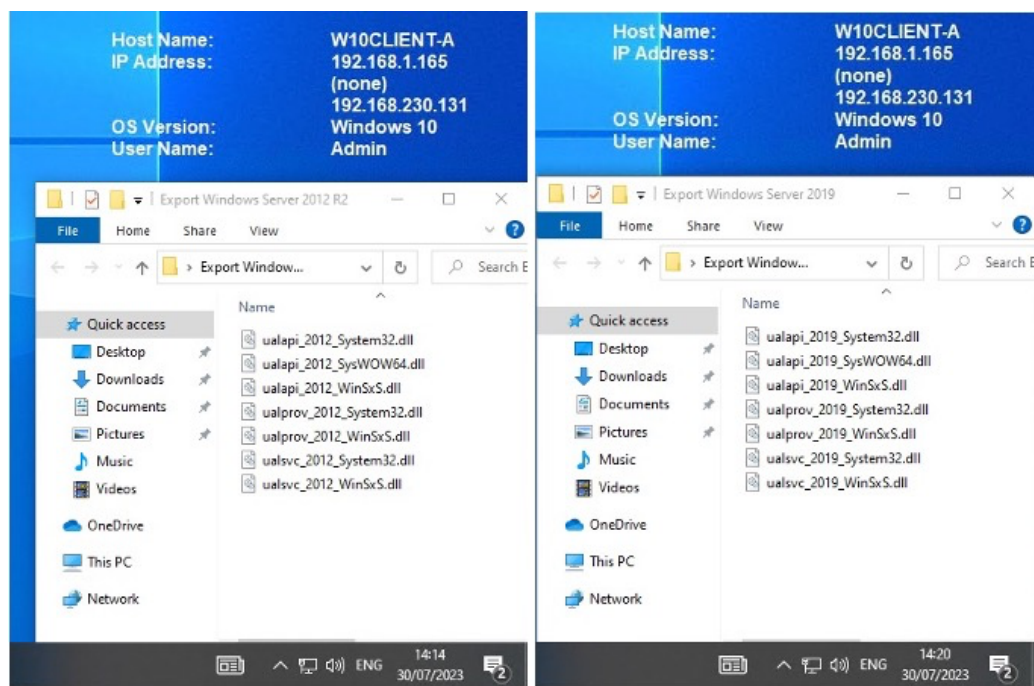 Host Name: W10CLIENT-A
IP Address: 192.168.1.165
(none)
192.168.230.131
OS Version: Windows 10
User Name: Admin
Export Windows Server 2012 R2
File Home Share View
Export Window... Search E
Name
Quick access
Desktop
Downloads
Documents
Pictures
Music
Videos
OneDrive
This PC
Network
ualapi_2012_System32.dll
ualapi_2012_SysWOW64.dll
ualapi_2012_WinSxS.dll
ualprov_2012_System32.dll
ualprov_2012_WinSxS.dll
ualsvc_2012_System32.dll
ualsvc_2012_WinSxS.dll
ENG
14:14
30/07/2023
2
Host Name: W10CLIENT-A
IP Address: 192.168.1.165
(none)
192.168.230.131
OS Version: Windows 10
User Name: Admin
Export Windows Server 2019
File Home Share View
Export Window... Search E
Name
Quick access
Desktop
Downloads
Documents
Pictures
Music
Videos
OneDrive
This PC
Network
ualapi_2019_System32.dll
ualapi_2019_SysWOW64.dll
ualapi_2019_WinSxS.dll
ualprov_2019_System32.dll
ualprov_2019_WinSxS.dll
ualsvc_2019_System32.dll
ualsvc_2019_WinSxS.dll
ENG
14:20
30/07/2023
2